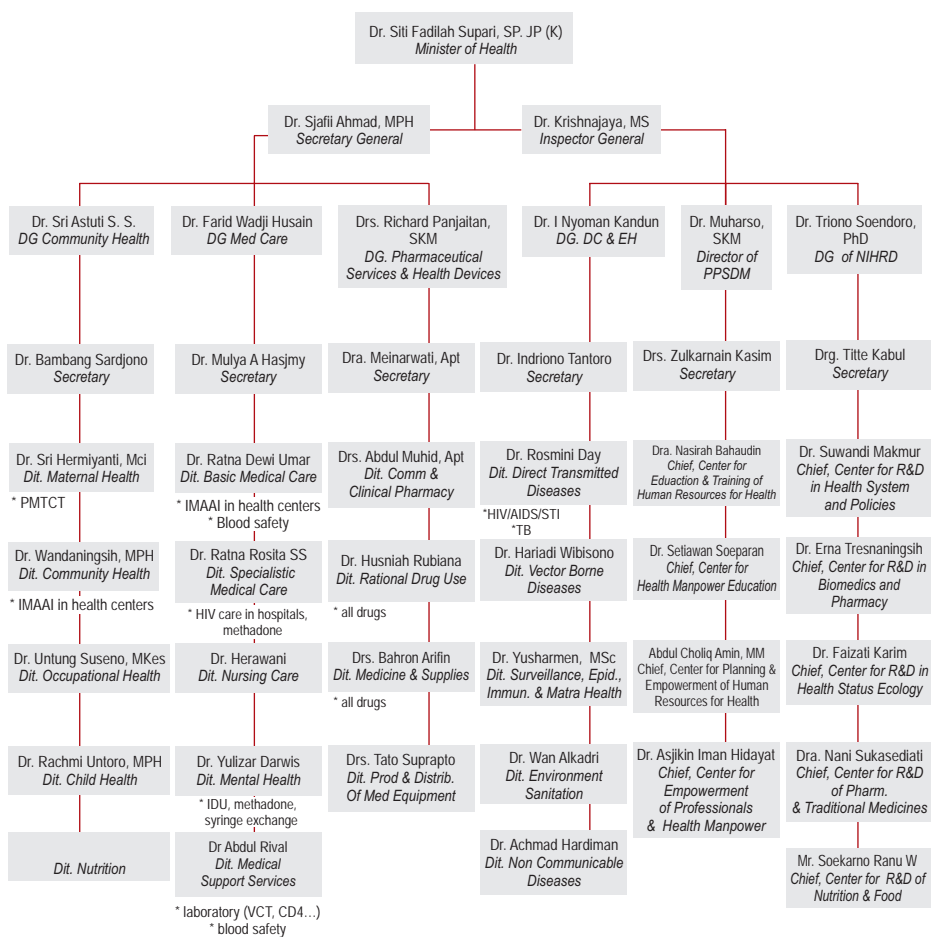 Dr. Siti Fadilah Supari, SP. JP (K)
Minister of Health
Dr. Sjafii Ahmad, MPH
Secretary General
Dr. Krishnajaya, MS
Inspector General
Dr. Sri Astuti S. S.
DG Community Health
Dr. Farid Wadji Husain
DG Med Care
Drs. Richard Panjaitan,
SKM
DG. Pharmaceutical
Services & Health Devices
Dr. I Nyoman Kandun
DG. DC & EH
Dr. Muharso,
SKM
Director of
PPSDM
Dr. Triono Soendoro,
PhD
DG of NIHRD
Dr. Bambang Sardjono
Secretary
Dr. Mulya A Hasjmy
Secretary
Dra. Meinarwati, Apt
Secretary
Dr. Indriono Tantoro
Secretary
Drs. Zulkarnain Kasim
Secretary
Drg. Titte Kabul
Secretary
Dr. Sri Hermiyanti, Mci
Dit. Maternal Health
* PMTCT
Dr. Ratna Dewi Umar
Dit. Basic Medical Care
* IMAAI in health centers
* Blood safety
Drs. Abdul Muhid, Apt
Dit. Comm &
Clinical Pharmacy
Dr. Rosmini Day
Dit. Direct Transmitted
Diseases
*HIV/AIDS/STI
*TB
Dra. Nasirah Bahaudin
Chief, Center for
Eduaction & Training of
Human Resources for Health
Dr. Suwandi Makmur
Chief, Center for R&D
in Health System
and Policies
Dr. Wandaningsih, MPH
Dit. Community Health
* IMAAI in health centers
Dr. Ratna Rosita SS
Dit. Specialistic
Medical Care
* HIV care in hospitals,
methadone
Dr. Husniah Rubiana
Dit. Rational Drug Use
* all drugs
Dr. Hariadi Wibisono
Dit. Vector Borne
Diseases
Dr. Setiawan Soeparan
Chief, Center for
Health Manpower Education
Dr. Erna Tresnaningsih
Chief, Center for R&D in
Biomedics and
Pharmacy
Dr. Untung Suseno, MKes
Dit. Occupational Health
Dr. Herawani
Dit. Nursing Care
Drs. Bahron Arifin
Dit. Medicine & Supplies
* all drugs
Dr. Yusharmen, MSc
Dit. Surveillance, Epid.,
Immun. & Matra Health
Abdul Choliq Amin, MM
Chief, Center for Planning &
Empowerment of Human
Resources for Health
Dr. Faizati Karim
Chief, Center for R&D in
Health Status Ecology
Dr. Rachmi Untoro, MPH
Dit. Child Health
Dr. Yulizar Darwis
Dit. Mental Health
* IDU, methadone,
syringe exchange
Drs. Tato Suprapto
Dit. Prod & Distrib.
Of Med Equipment
Dr. Wan Alkadri
Dit. Environment
Sanitation
Dr. Asjikin Iman Hidayat
Chief, Center for
Empowerment
of Professionals
& Health Manpower
Dra. Nani Sukasediati
Chief, Center for R&D
of Pharm.
& Traditional Medicines
Dit. Nutrition
Dr Abdul Rival
Dit. Medical
Support Services
* laboratory (VCT, CD4…)
* blood safety
Dr. Achmad Hardiman
Dit. Non Communicable
Diseases
Mr. Soekarno Ranu W
Chief, Center for R&D of
Nutrition & Food